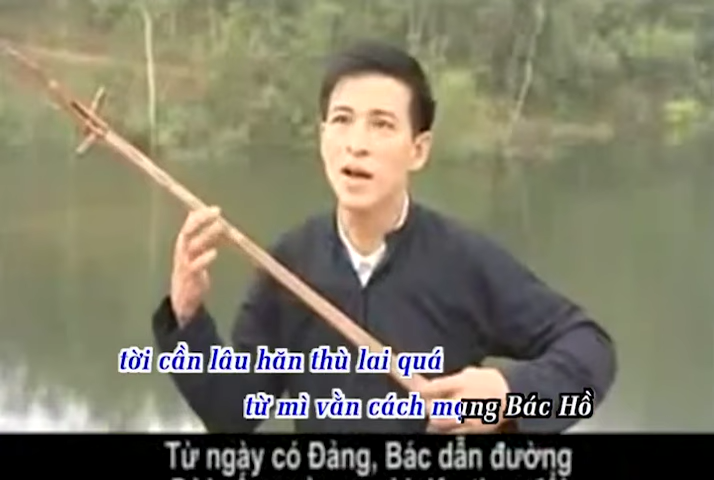 tời cần lâu hăn thù lai quá
từ mì vằn cách mạng Bác Hồ
Từ ngày có Đảng, Bác dẫn đường